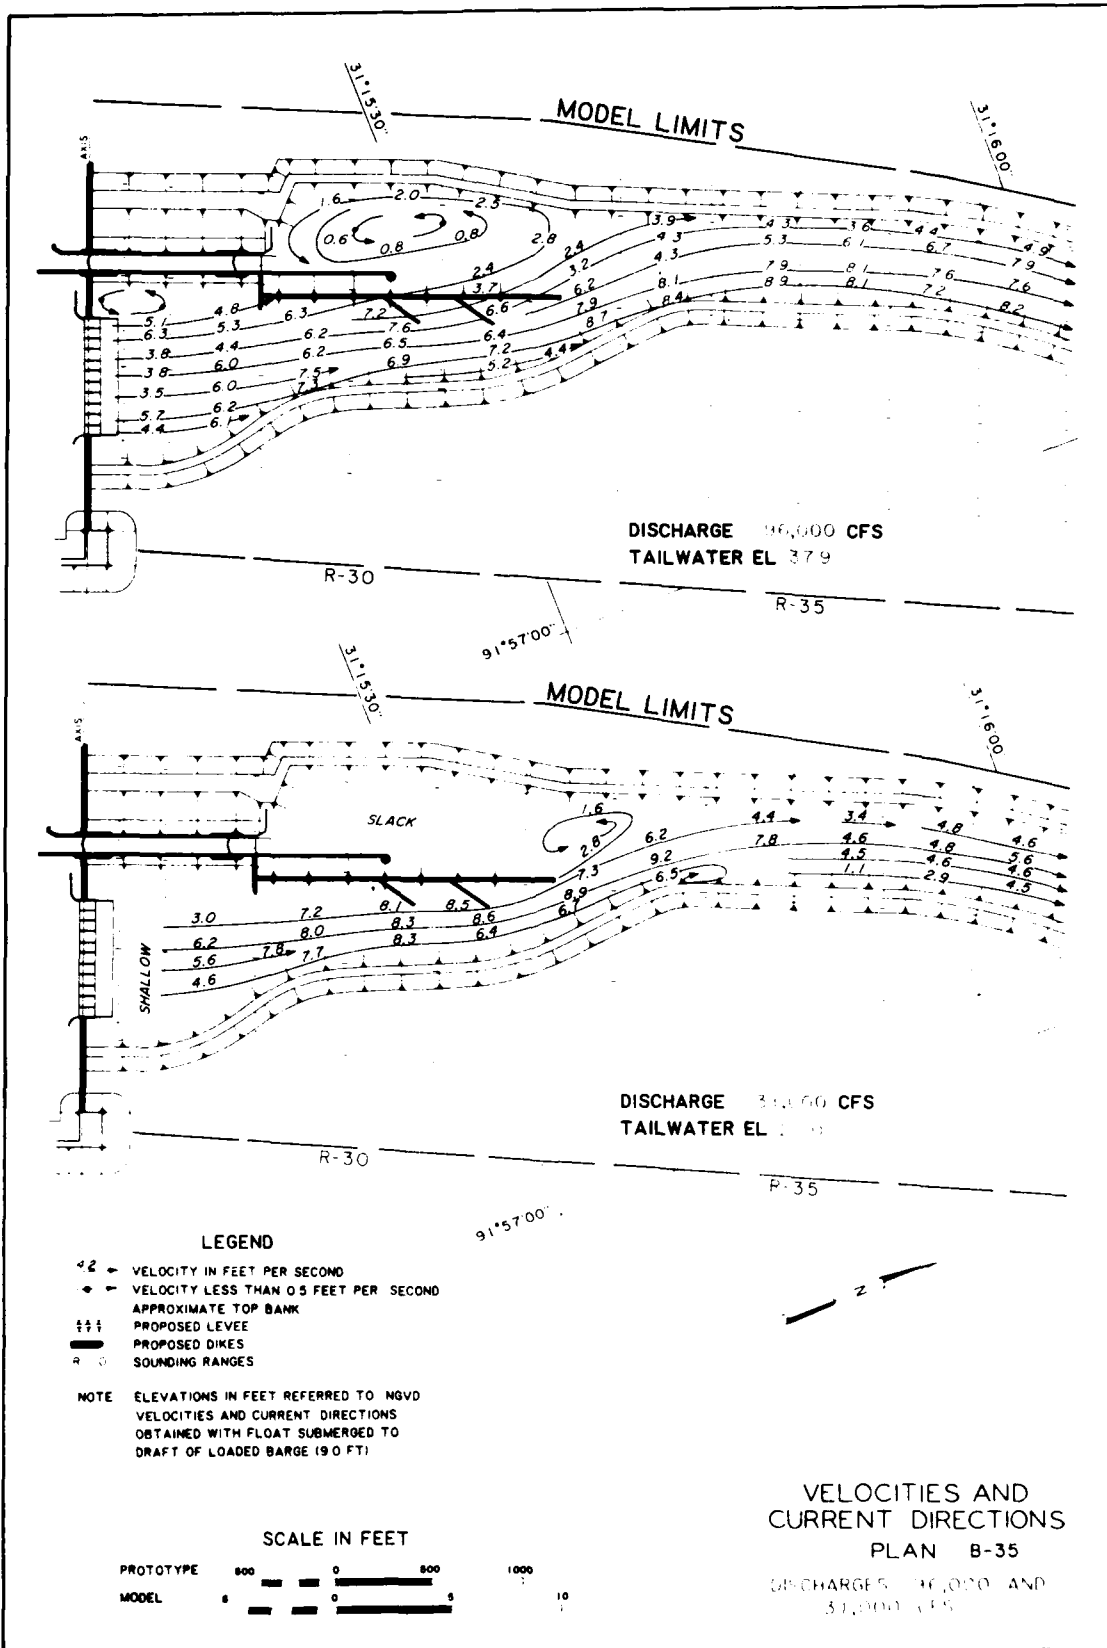 31°15'30"
MODEL LIMITS
31°16'00"
AXIS
1.6 2.0 2.5
0.6 0.8 0.8 2.8
2.4 3.9 4.3 3.6 4.4 4.9
4.3 5.3 6.1 6.7 7.9
2.4 3.2 4.3
3.7 6.2 8.1 7.9 8.1 7.6 7.6
6.6 7.9 8.4 8.9 8.1 7.2 8.2
5.1 4.8
6.3 5.3 6.3 7.2 7.6 6.4 8.7
3.8 4.4 6.2 6.5 7.2
3.8 6.0 6.2 6.9 5.2 4.4
3.5 6.0 7.5
7.3
5.2 6.2
4.4 6.1
DISCHARGE 96,000 CFS
TAILWATER EL 37.9
R-30
R-35
91°57'00"
31°15'30"
MODEL LIMITS
31°16'00
AXIS
SLACK
1.6
2.8
6.2 4.4 3.4 4.8 4.6
7.3 9.2 7.8 4.6 4.8 5.6
8.9 6.5 4.5 4.6 4.6
1.1 2.9 4.5
3.0 7.2 8.1 8.5
6.2 8.0 8.3 8.6
5.6 7.8 7.7 8.3 6.4
4.6
SHALLOW
DISCHARGE CFS
TAILWATER EL
R-30
R-35
91°57'00"
LEGEND
4.2 VELOCITY IN FEET PER SECOND
VELOCITY LESS THAN 0.5 FEET PER SECOND
APPROXIMATE TOP BANK
PROPOSED LEVEE
PROPOSED DIKES
R SOUNDING RANGES
NOTE ELEVATIONS IN FEET REFERRED TO NGVD
VELOCITIES AND CURRENT DIRECTIONS
OBTAINED WITH FLOAT SUBMERGED TO
DRAFT OF LOADED BARGE (9.0 FT)
N
SCALE IN FEET
PROTOTYPE 500 0 500 1000
MODEL 5 0 5 10
VELOCITIES AND
CURRENT DIRECTIONS
PLAN B-35
DISCHARGES 96,000 AND
CFS